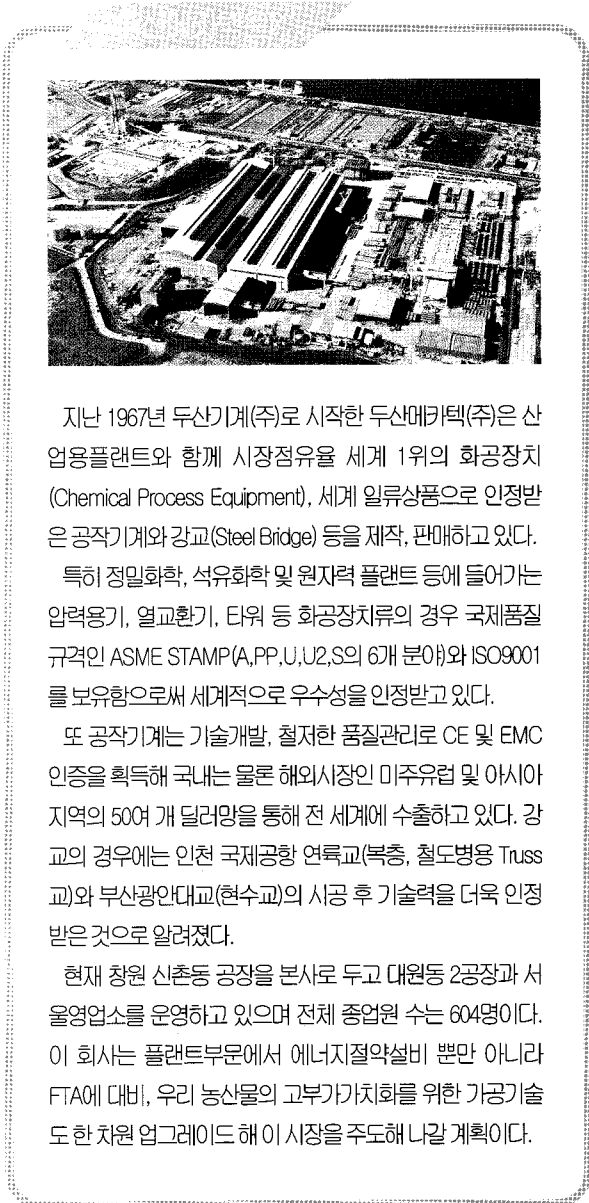 지난 1967년 두산기계(주)로 시작한 두산메카텍(주)은 산
업용플랜트와 함께 시장점유율 세계 1위의 화공장치
(Chemical Process Equipment), 세계 일류상품으로 인정받
은 공작기계와 강교(Steel Bridge) 등을 제작, 판매하고 있다.
특히 정밀화학, 석유화학 및 원자력 플랜트 등에 들어가는
압력용기, 열교환기, 타워 등 화공장치류의 경우 국제품질
규격인 ASME STAMP(A,PP,U,U2,S의 6개 분야)와 ISO9001
를 보유함으로써 세계적으로 우수성을 인정받고 있다.
또 공작기계는 기술개발, 철저한 품질관리로 CE 및 EMC
인증을 획득해 국내는 물론 해외시장인 미주유럽 및 아시아
지역의 50여 개 딜러망을 통해 전 세계에 수출하고 있다. 강
교의 경우에는 인천 국제공항 연륙교(복층, 철도병용 Truss
교)와 부산광안대교(현수교)의 시공 후 기술력을 더욱 인정
받은 것으로 알려졌다.
현재 창원 신촌동 공장을 본사로 두고 대원동 2공장과 서
울영업소를 운영하고 있으며 전체 종업원 수는 604명이다.
이 회사는 플랜트부문에서 에너지절약설비 뿐만 아니라
FTA에 대비, 우리 농산물의 고부가가치화를 위한 가공기술
도 한 차원 업그레이드 해 이 시장을 주도해 나갈 계획이다.